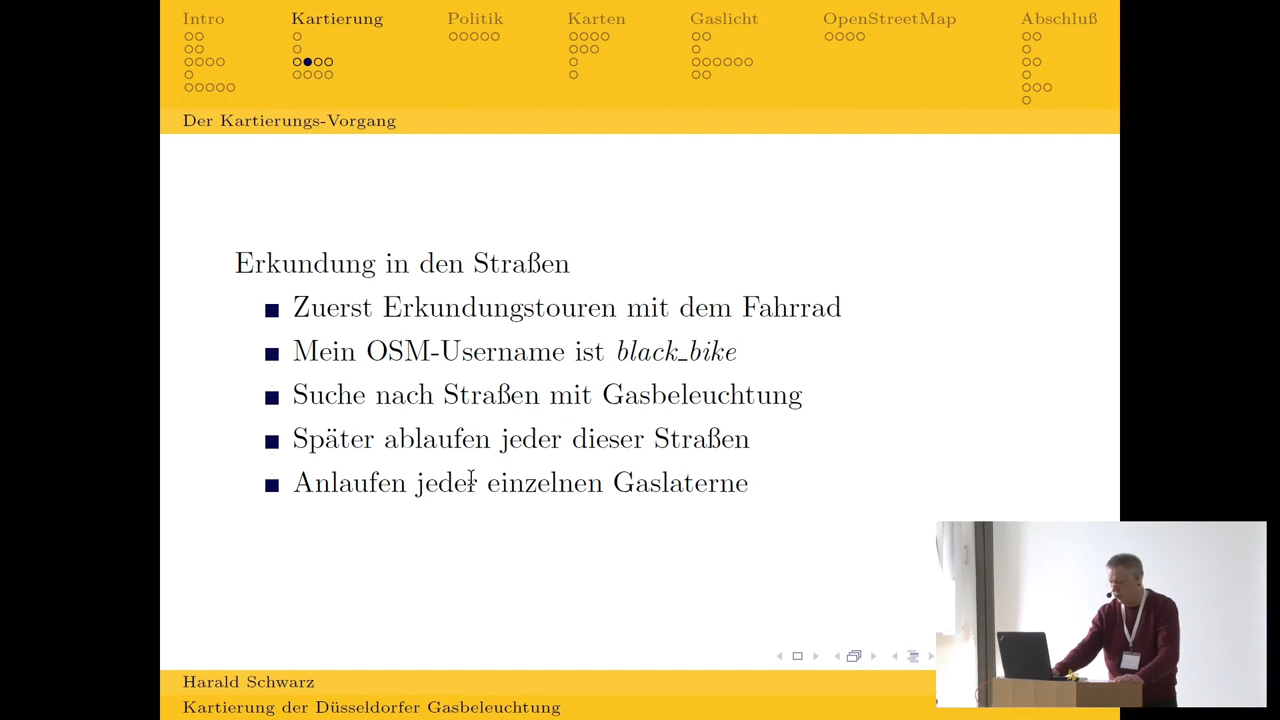 Intro Kartierung Politik Karten Gaslicht OpenStreetMap Abschluß
Der Kartierungs-Vorgang
Erkundung in den Straßen
Zuerst Erkundungstouren mit dem Fahrrad
Mein OSM-Username ist black_bike
Suche nach Straßen mit Gasbeleuchtung
Später ablaufen jeder dieser Straßen
Anlaufen jeder einzelnen Gaslaterne
Harald Schwarz
Kartierung der Düsseldorfer Gasbeleuchtung